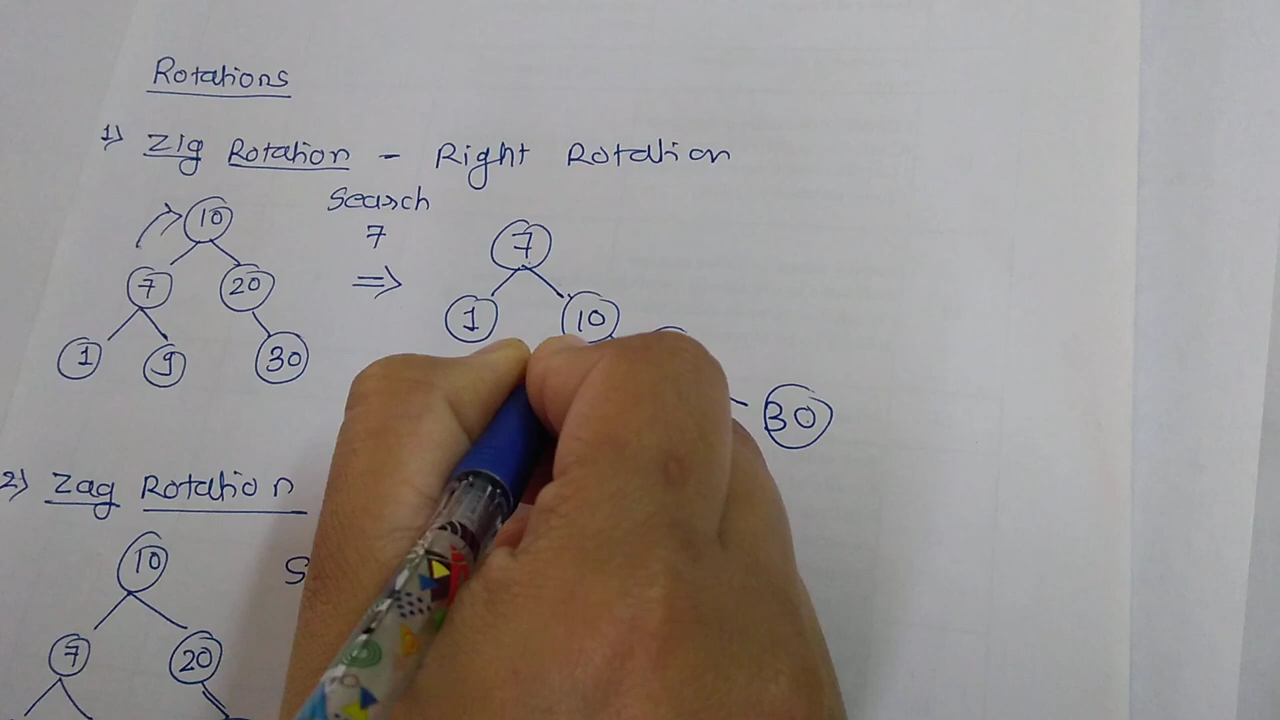 Rotations
1) Zig Rotation - Right Rotation
Search
7
⇒
10
7 20
1 9 30
7
1 10
30
2) Zag Rotation
S
10
7 20